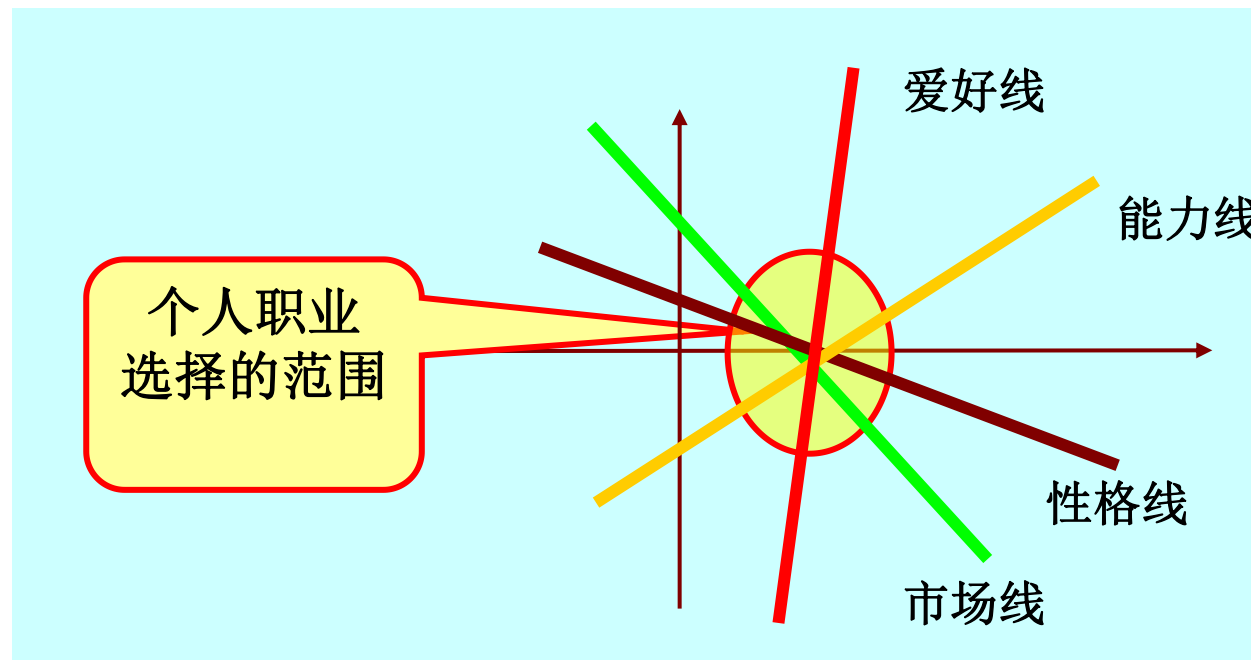 爱好线
能力线
个人职业
选择的范围
性格线
市场线